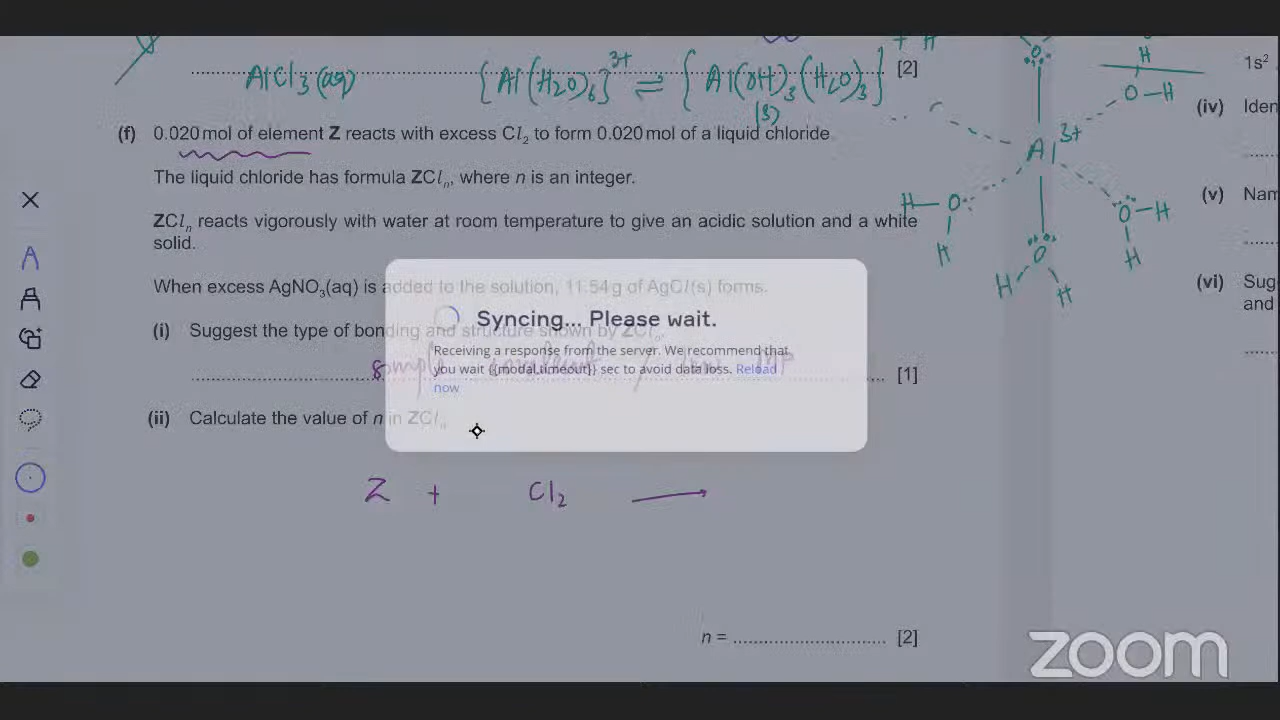 AlCl₃(aq) {Al(H₂O)₆}³⁺ ⇌ {Al(OH)₃(H₂O)₃} + H
(s)
[2]
(f) 0.020 mol of element Z reacts with excess Cl₂ to form 0.020 mol of a liquid chloride.
The liquid chloride has formula ZClₙ, where n is an integer.
ZClₙ reacts vigorously with water at room temperature to give an acidic solution and a white
solid.
When excess AgNO₃(aq) is added to the solution, 11.54 g of AgCl(s) forms.
(i) Suggest the type of bonding and structure shown by ZClₙ.
[1]
Syncing... Please wait.
Receiving a response from the server. We recommend that
you wait {{modal.timeout}} sec to avoid data loss. Reload
now
(ii) Calculate the value of n in ZClₙ.
Z + Cl₂ ⟶
n = ........................... [2]
O
H
O—H
Al 3+
H—O
H
O—H
H
O
H H
1s²
(iv) Iden
(v) Nam
(vi) Sug
and
zoom